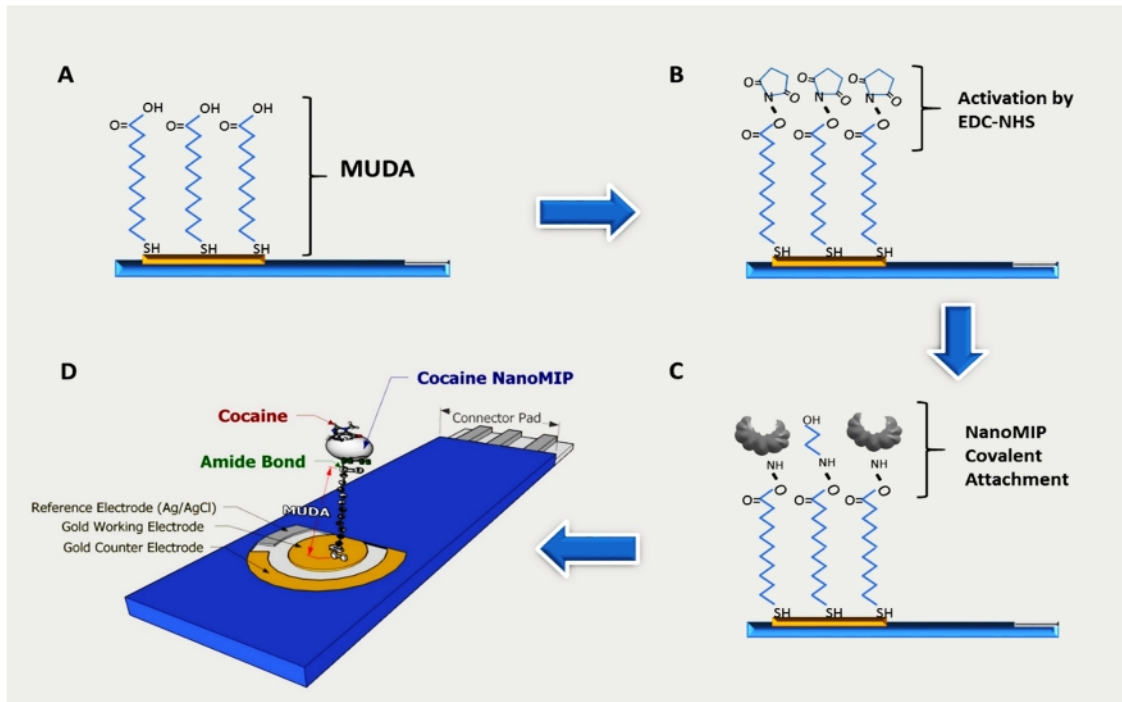 A
OH OH OH
O= O= O=
MUDA
SH SH SH
B
O O O O O O
N N N
O O O
O= O= O=
Activation by
EDC-NHS
SH SH SH
D
Cocaine NanoMIP
Cocaine
Connector Pad
Amide Bond
MUDA
Reference Electrode (Ag/AgCl)
Gold Working Electrode
Gold Counter Electrode
C
OH
NH NH NH
O O O
O= O= O=
NanoMIP
Covalent
Attachment
SH SH SH